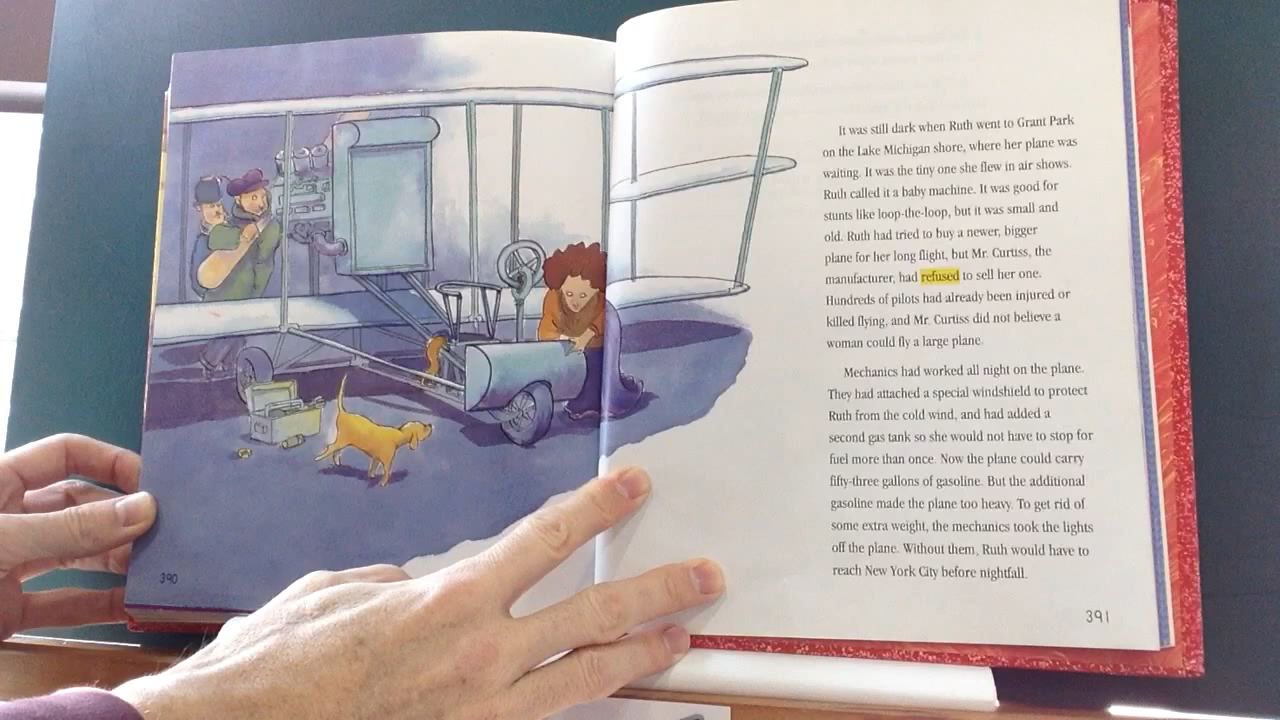 It was still dark when Ruth went to Grant Park
on the Lake Michigan shore, where her plane was
waiting. It was the tiny one she flew in air shows.
Ruth called it a baby machine. It was good for
stunts like loop-the-loop, but it was small and
old. Ruth had tried to buy a newer, bigger
plane for her long flight, but Mr. Curtiss, the
manufacturer, had refused to sell her one.
Hundreds of pilots had already been injured or
killed flying, and Mr. Curtiss did not believe a
woman could fly a large plane.
Mechanics had worked all night on the plane.
They had attached a special windshield to protect
Ruth from the cold wind, and had added a
second gas tank so she would not have to stop for
fuel more than once. Now the plane could carry
fifty-three gallons of gasoline. But the additional
gasoline made the plane too heavy. To get rid of
some extra weight, the mechanics took the lights
off the plane. Without them, Ruth would have to
reach New York City before nightfall.
390
391